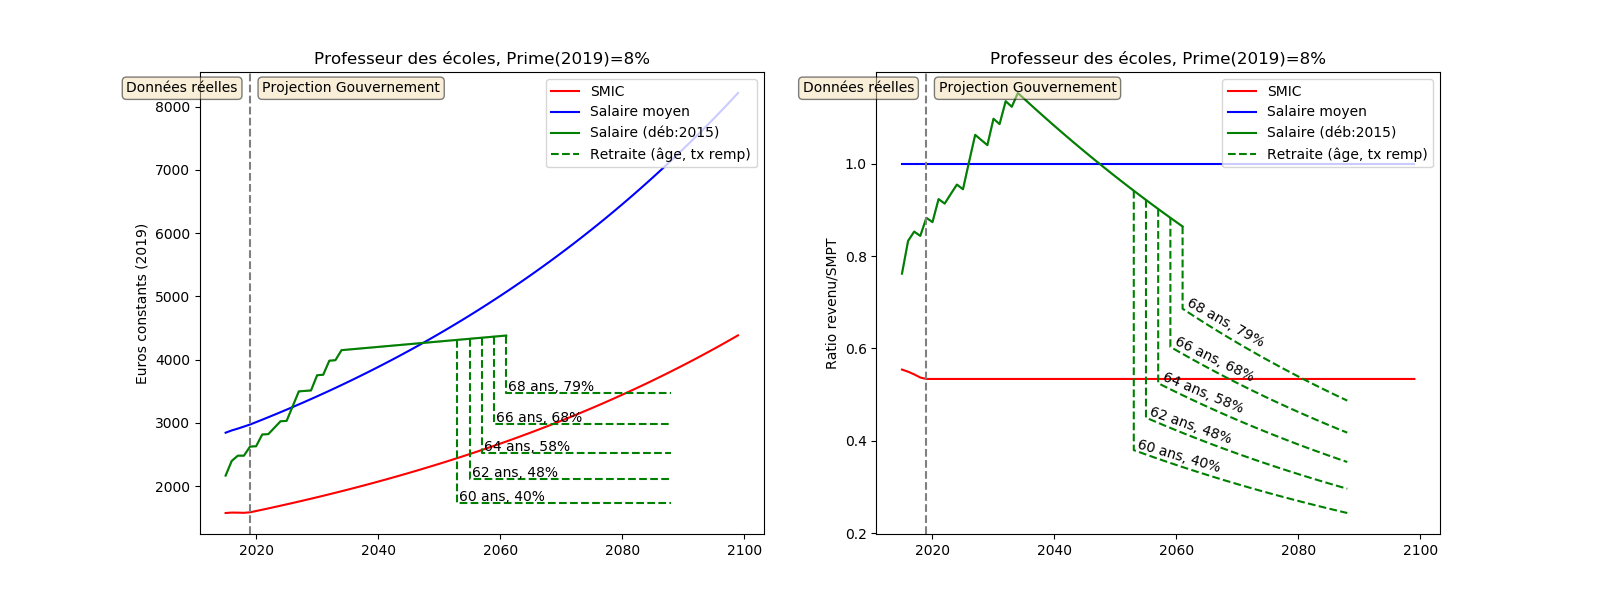 Professeur des écoles, Prime(2019)=8%
Données réelles
Projection Gouvernement
SMIC
Salaire moyen
Salaire (déb:2015)
Retraite (âge, tx remp)
Euros constants (2019)
8000
7000
6000
5000
4000
3000
2000
68 ans, 79%
66 ans, 68%
64 ans, 58%
62 ans, 48%
60 ans, 40%
2020
2040
2060
2080
2100
Professeur des écoles, Prime(2019)=8%
Données réelles
Projection Gouvernement
SMIC
Salaire moyen
Salaire (déb:2015)
Retraite (âge, tx remp)
Ratio revenu/SMPT
1.0
0.8
0.6
0.4
0.2
68 ans, 79%
66 ans, 68%
64 ans, 58%
62 ans, 48%
60 ans, 40%
2020
2040
2060
2080
2100